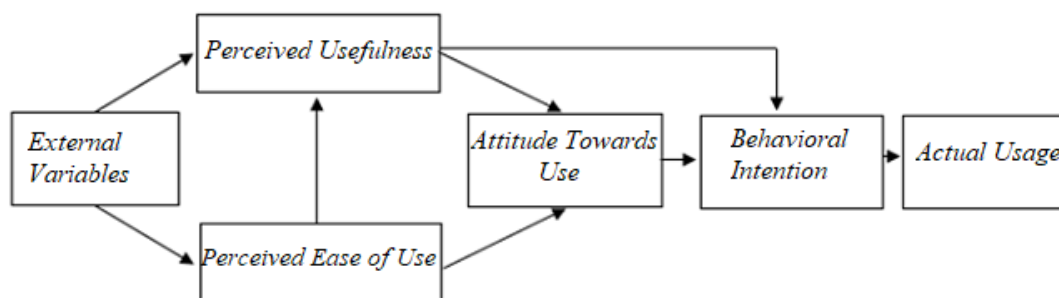 Perceived Usefulness
External
Variables
Attitude Towards
Use
Behavioral
Intention
Actual Usage
Perceived Ease of Use